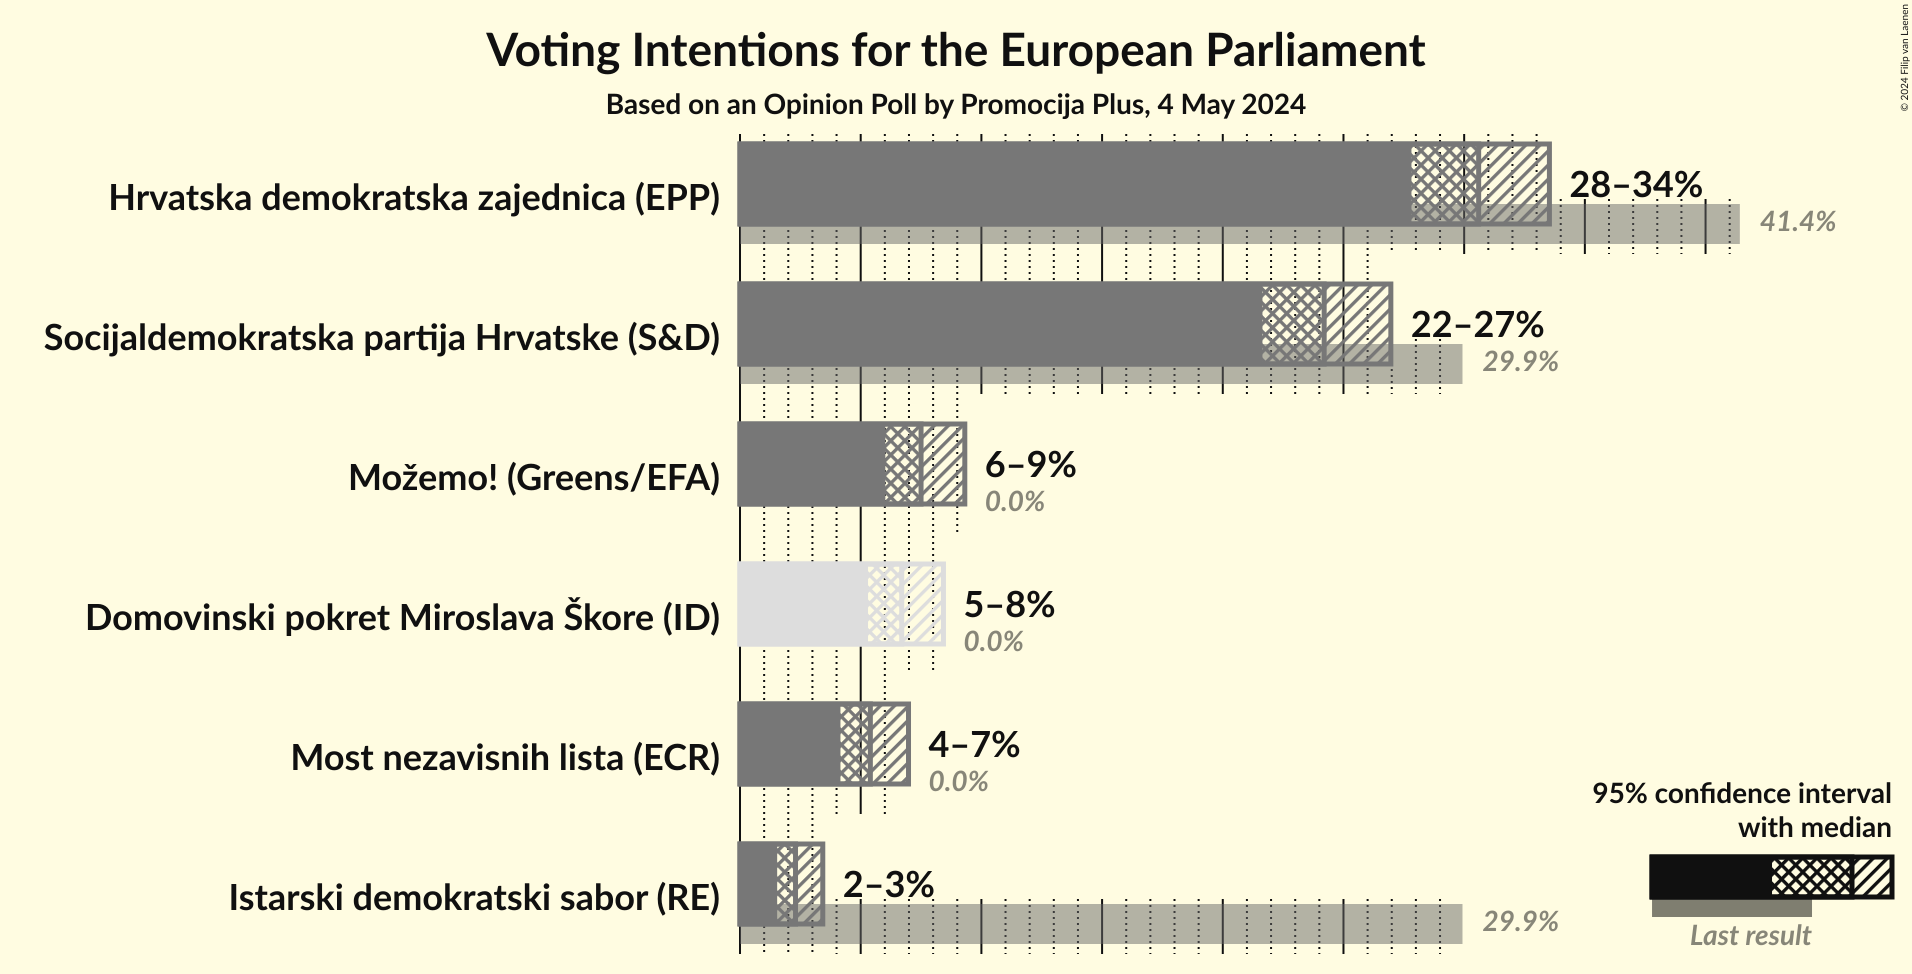 Voting Intentions for the European Parliament
Based on an Opinion Poll by Promocija Plus, 4 May 2024
© 2024 Filip van Laenen
Hrvatska demokratska zajednica (EPP)
28–34%
41.4%
Socijaldemokratska partija Hrvatske (S&D)
22–27%
29.9%
Možemo! (Greens/EFA)
6–9%
0.0%
Domovinski pokret Miroslava Škore (ID)
5–8%
0.0%
Most nezavisnih lista (ECR)
4–7%
0.0%
Istarski demokratski sabor (RE)
2–3%
29.9%
95% confidence interval
with median
Last result